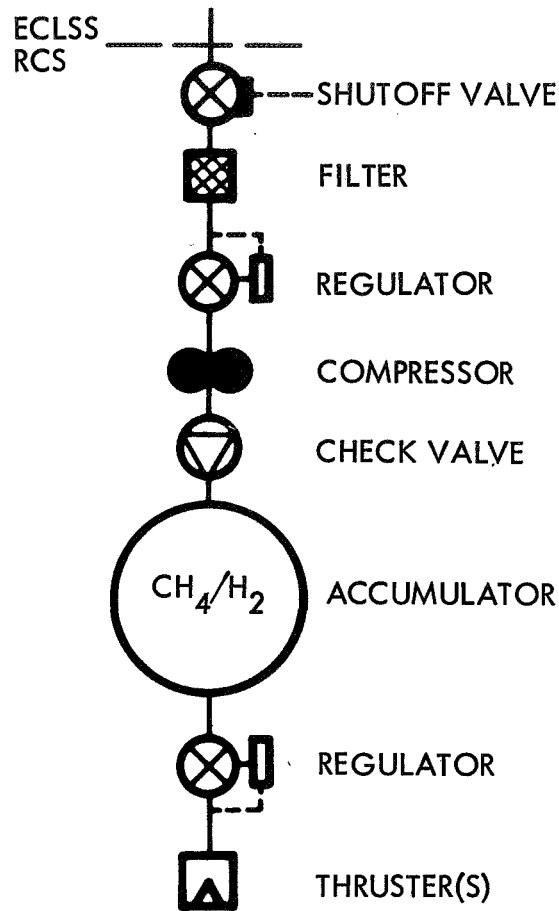 ECLSS
RCS
SHUTOFF VALVE
FILTER
REGULATOR
COMPRESSOR
CHECK VALVE
CH₄/H₂
ACCUMULATOR
REGULATOR
THRUSTER(S)